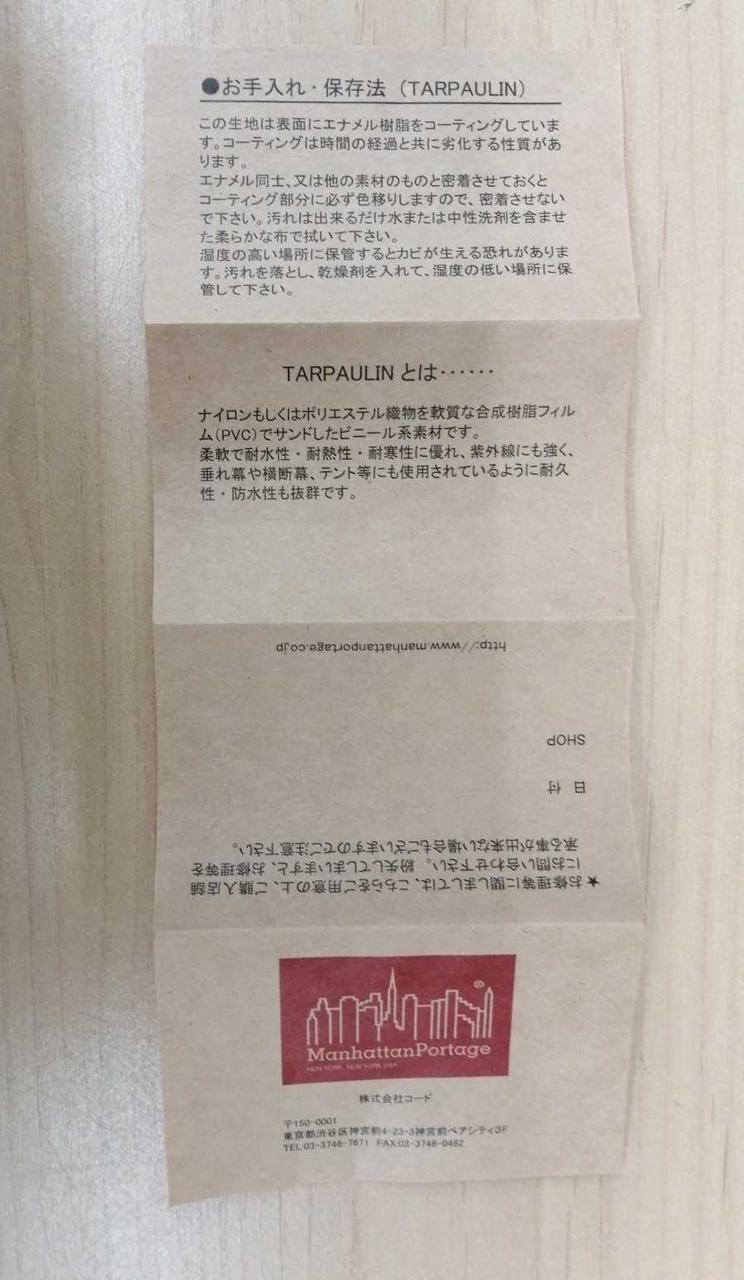 ●お手入れ・保存法（TARPAULIN）
この生地は表面にエナメル樹脂をコーティングしていま
す。コーティングは時間の経過と共に劣化する性質があ
ります。
エナメル同士、又は他の素材のものと密着させておくと
コーティング部分に必ず色移りしますので、密着させない
で下さい。汚れは出来るだけ水または中性洗剤を含ませ
た柔らかな布で拭いて下さい。
湿度の高い場所に保管するとカビが生える恐れがありま
す。汚れを落とし、乾燥剤を入れて、湿度の低い場所に保
管して下さい。
TARPAULINとは‥‥‥
ナイロンもしくはポリエステル織物を軟質な合成樹脂フィル
ム（PVC）でサンドしたビニール系素材です。
柔軟で耐水性・耐熱性・耐寒性に優れ、紫外線にも強く、
垂れ幕や横断幕、テント等にも使用されているように耐久
性・防水性も抜群です。
★お修理等に関しましては、こちらをご用意の上、ご購入店舗
にお問い合わせ下さい。紛失してしまいますと、お修理等を
承る事が出来ない場合もございますのでご注意下さい。
日 付
SHOP
http://www.manhattanportage.co.jp
®
ManhattanPortage
NEW YORK, NEW YORK USA
株式会社コード
〒150-0001
東京都渋谷区神宮前4-23-3神宮前ペアシティ3F
TEL:03-3746-7671 FAX:03-3746-0462